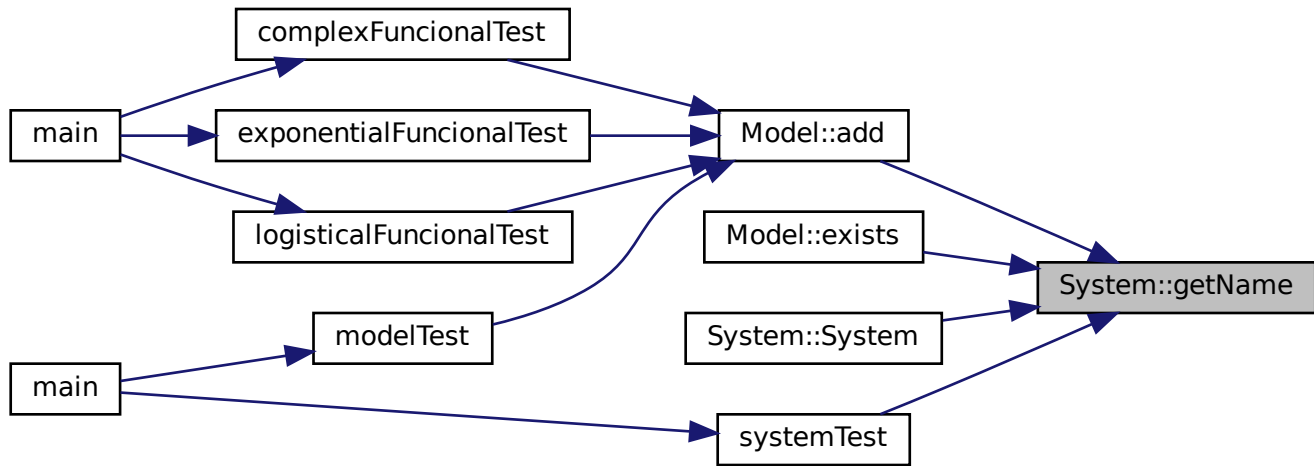 complexFuncionalTest
main
exponentialFuncionalTest
Model::add
logisticalFuncionalTest
Model::exists
System::getName
modelTest
System::System
main
systemTest